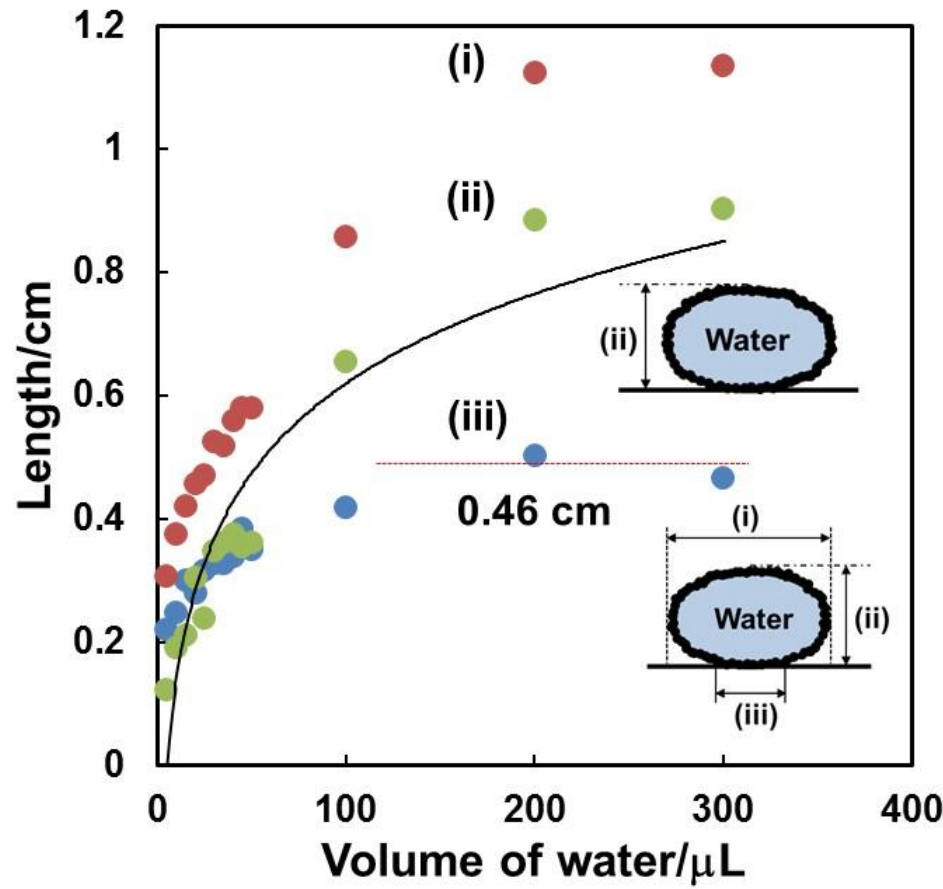 1.2
1
0.8
0.6
0.4
0.2
0
Length/cm
(i)
(ii)
(iii)
0.46 cm
(ii)
Water
(i)
Water
(ii)
(iii)
0
100
200
300
400
Volume of water/μL